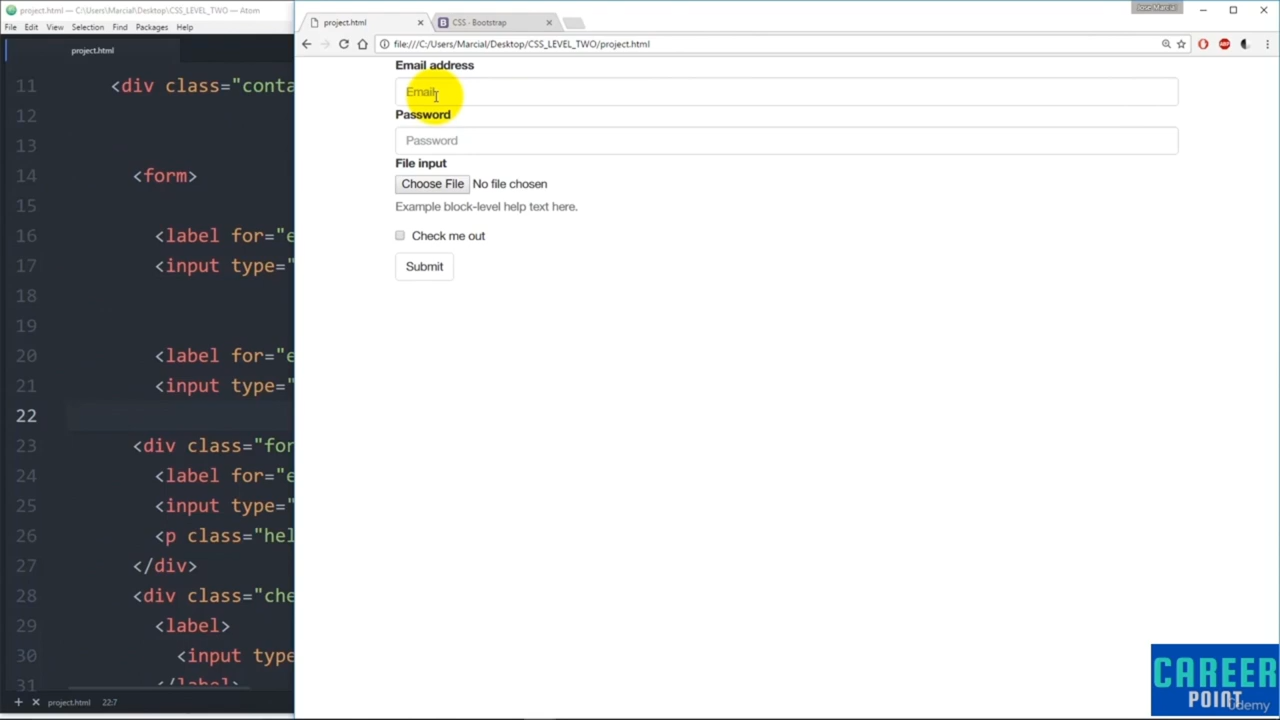 project.html — C:\Users\Marcial\Desktop\CSS_LEVEL_TWO — Atom
File Edit View Selection Find Packages Help
project.html
11 <div class="conta
12
13
14 <form>
15
16 <label for="e
17 <input type="
18
19
20 <label for="e
21 <input type="
22
23 <div class="for
24 <label for="e
25 <input type="
26 <p class="hel
27 </div>
28 <div class="che
29 <label>
30 <input type
31 </label>
project.html 22:7
Jose Marcial
project.html
CSS - Bootstrap
file:///C:/Users/Marcial/Desktop/CSS_LEVEL_TWO/project.html
ABP
Email address
Email
Password
Password
File input
Choose File No file chosen
Example block-level help text here.
Check me out
Submit
CAREER
POINT
Udemy